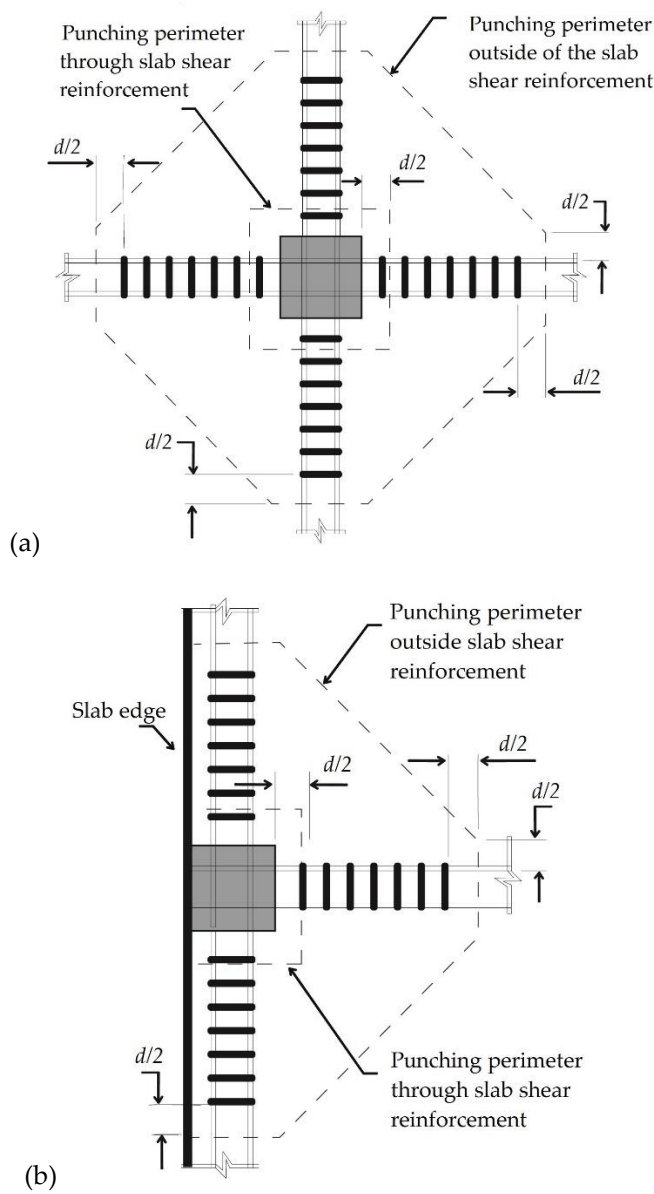 Punching perimeter
through slab shear
reinforcement
Punching perimeter
outside of the slab
shear reinforcement
d/2
d/2
d/2
d/2
d/2
(a)
Punching perimeter
outside slab shear
reinforcement
Slab edge
d/2
d/2
d/2
d/2
Punching perimeter
through slab shear
reinforcement
(b)